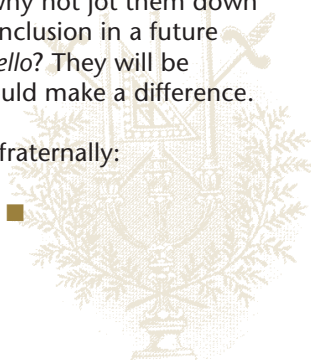 why not jot them down
nclusion in a future
ello? They will be
uld make a difference.
fraternally: